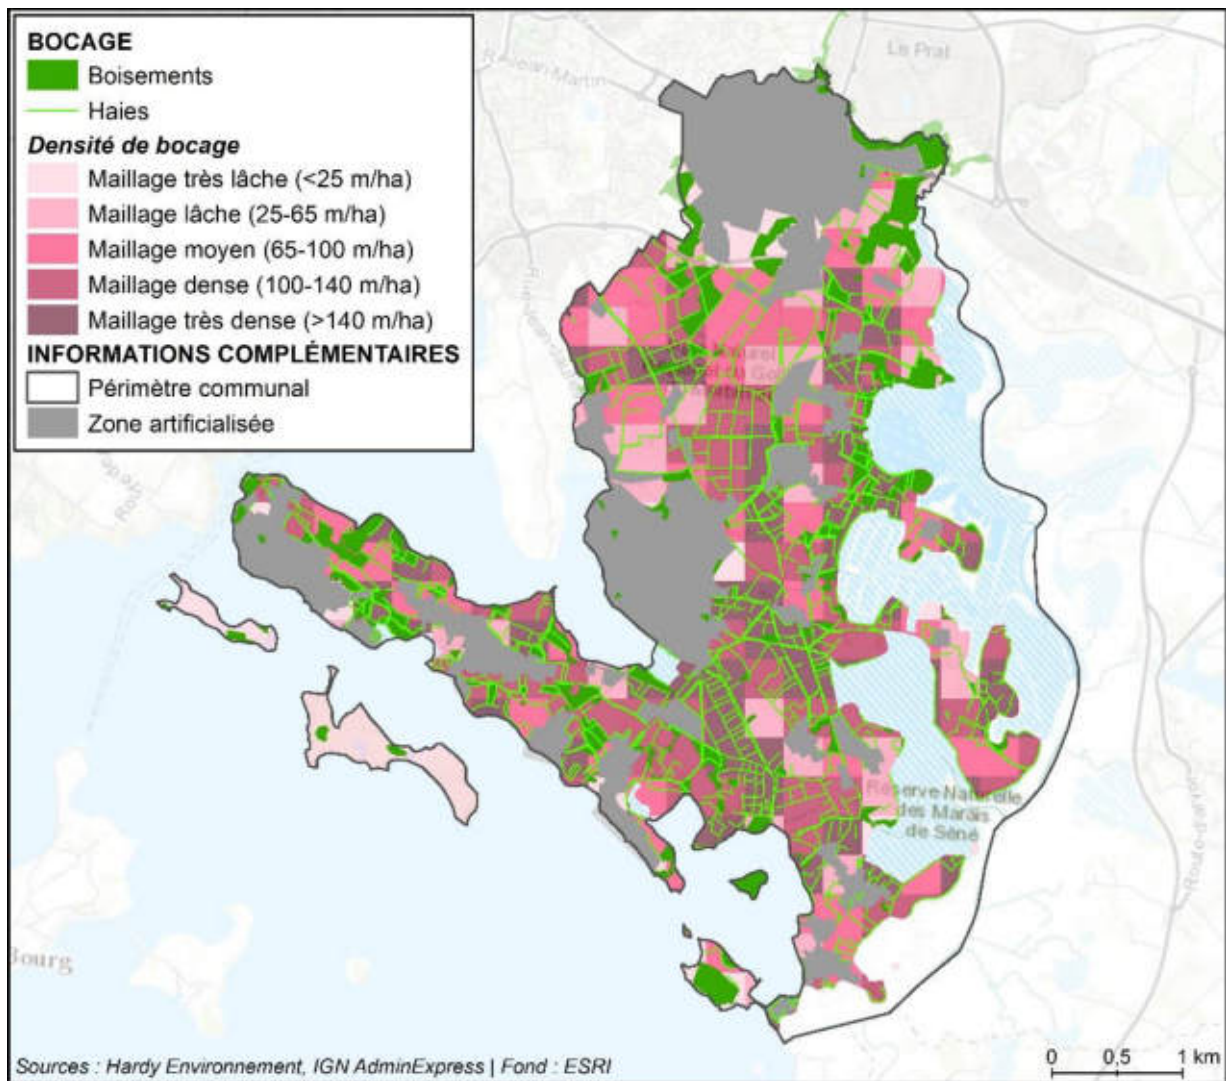 BOCAGE
Boisements
Haies
Densité de bocage
Maillage très lâche (<25 m/ha)
Maillage lâche (25-65 m/ha)
Maillage moyen (65-100 m/ha)
Maillage dense (100-140 m/ha)
Maillage très dense (>140 m/ha)
INFORMATIONS COMPLÉMENTAIRES
Périmètre communal
Zone artificialisée
Le Prat
Réserve Naturelle
des Marais
de Séné
Bourg
0 0,5 1 km
Sources : Hardy Environnement, IGN AdminExpress | Fond : ESRI